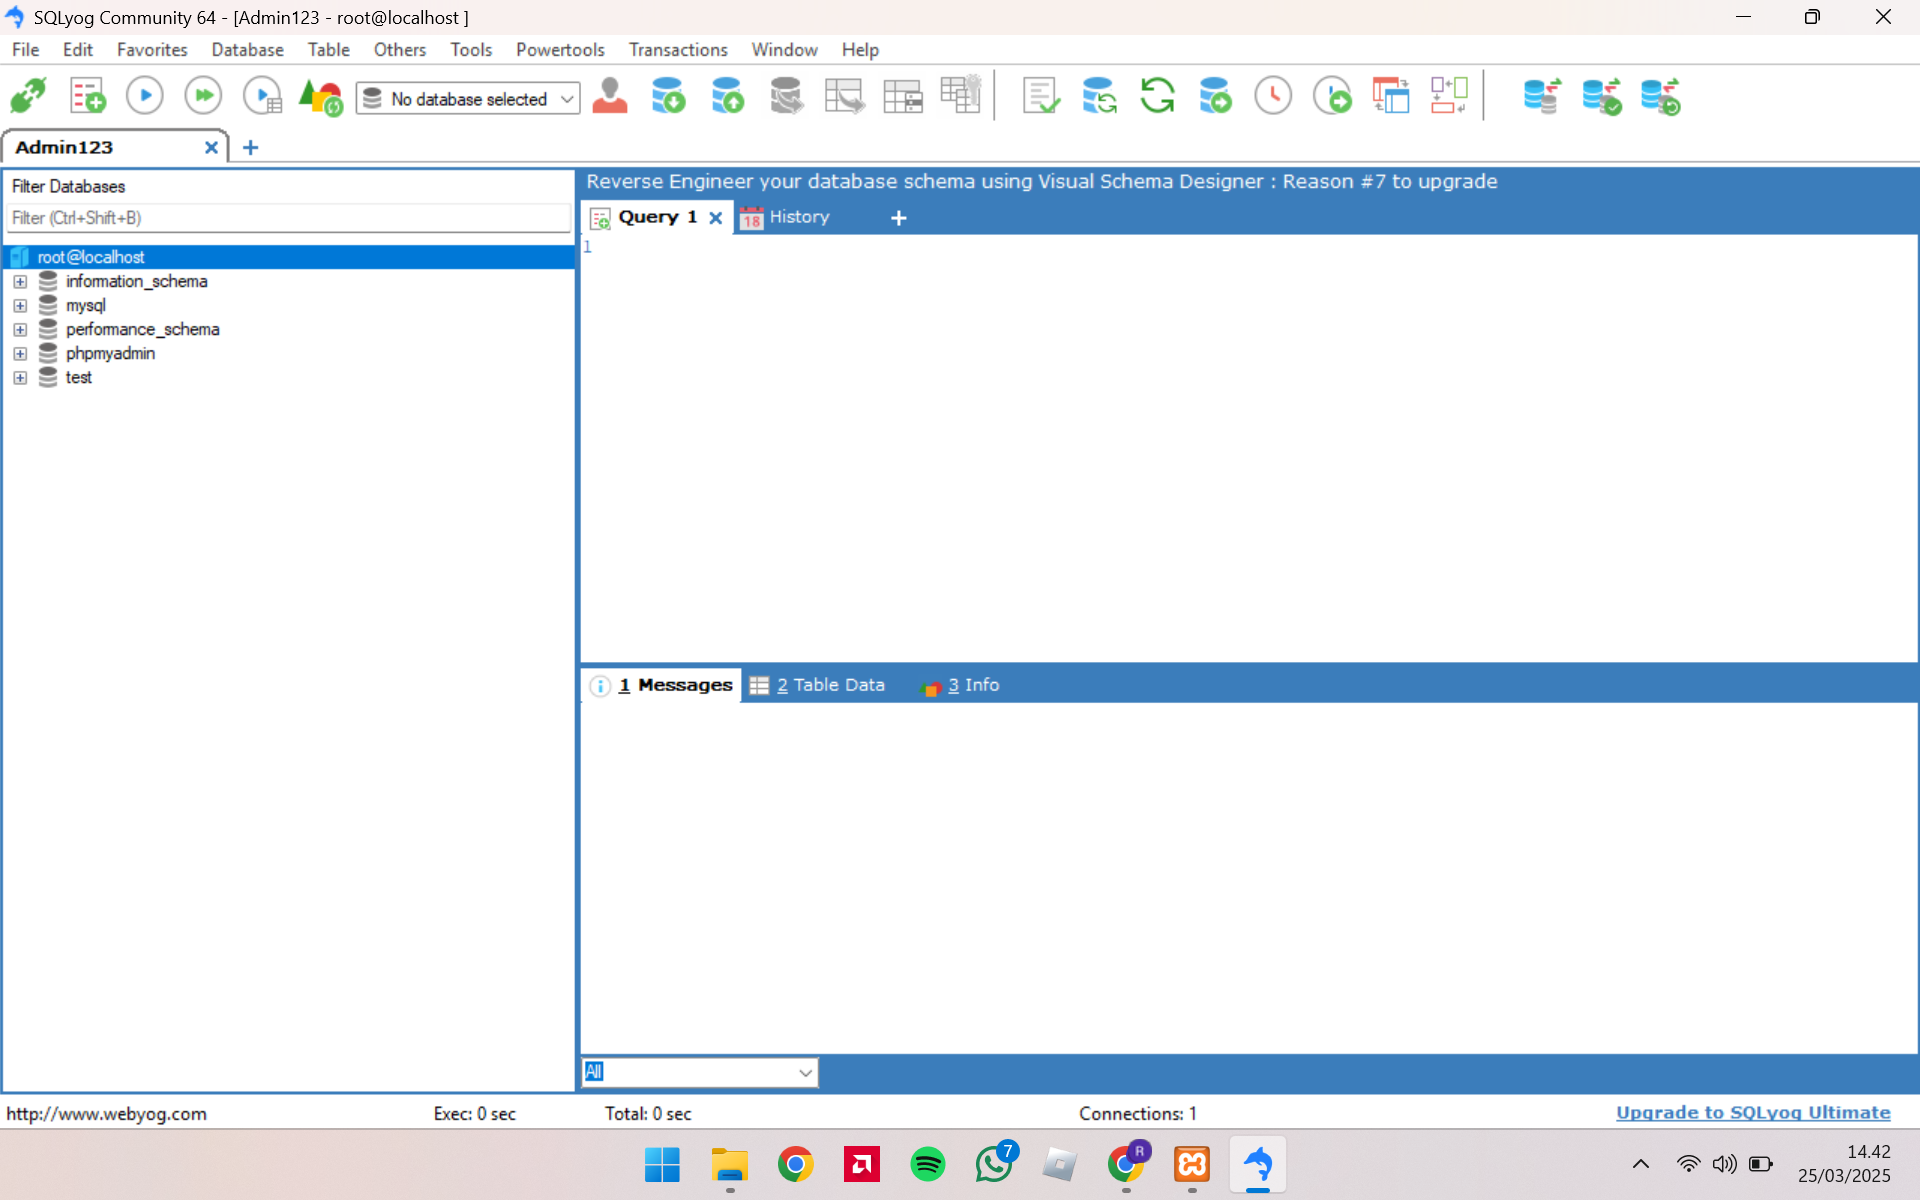 SQLyog Community 64 - [Admin123 - root@localhost ]
File Edit Favorites Database Table Others Tools Powertools Transactions Window Help
No database selected
Admin123
Filter Databases
Filter (Ctrl+Shift+B)
root@localhost
information_schema
mysql
performance_schema
phpmyadmin
test
Reverse Engineer your database schema using Visual Schema Designer : Reason #7 to upgrade
Query 1 18 History
1
1 Messages 2 Table Data 3 Info
All
http://www.webyog.com Exec: 0 sec Total: 0 sec Connections: 1 Upgrade to SQLyog Ultimate
7 R
14.42
25/03/2025